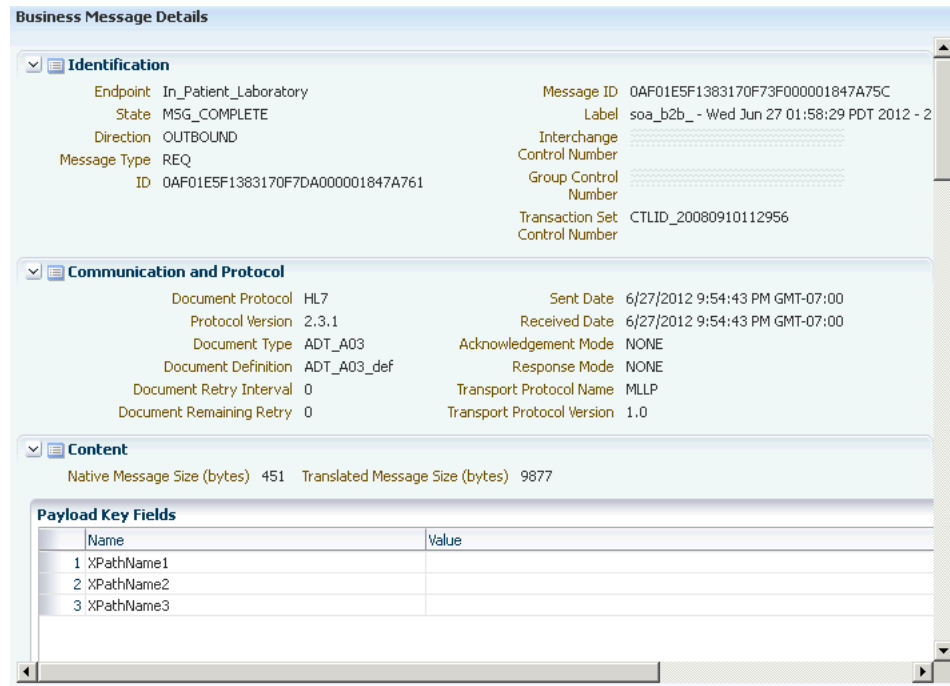 Business Message Details
Identification
Endpoint In_Patient_Laboratory
State MSG_COMPLETE
Direction OUTBOUND
Message Type REQ
ID 0AF01E5F1383170F7DA000001847A761
Message ID 0AF01E5F1383170F73F000001847A75C
Label soa_b2b_ - Wed Jun 27 01:58:29 PDT 2012 - 2
Interchange
Control Number
Group Control
Number
Transaction Set CTLID_20080910112956
Control Number
Communication and Protocol
Document Protocol HL7
Protocol Version 2.3.1
Document Type ADT_A03
Document Definition ADT_A03_def
Document Retry Interval 0
Document Remaining Retry 0
Sent Date 6/27/2012 9:54:43 PM GMT-07:00
Received Date 6/27/2012 9:54:43 PM GMT-07:00
Acknowledgement Mode NONE
Response Mode NONE
Transport Protocol Name MLLP
Transport Protocol Version 1.0
Content
Native Message Size (bytes) 451 Translated Message Size (bytes) 9877
Payload Key Fields
Name Value
1 XPathName1
2 XPathName2
3 XPathName3